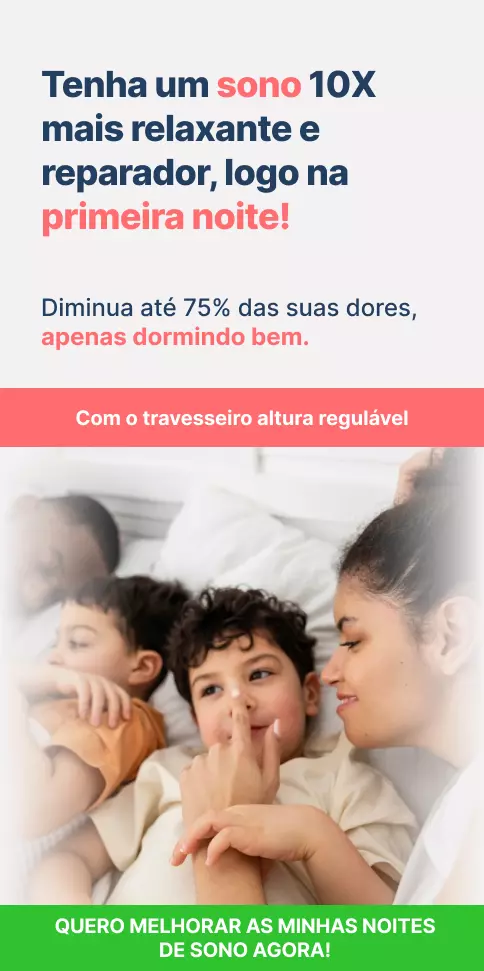 Tenha um sono 10X
mais relaxante e
reparador, logo na
primeira noite!
Diminua até 75% das suas dores,
apenas dormindo bem.
Com o travesseiro altura regulável
QUERO MELHORAR AS MINHAS NOITES
DE SONO AGORA!